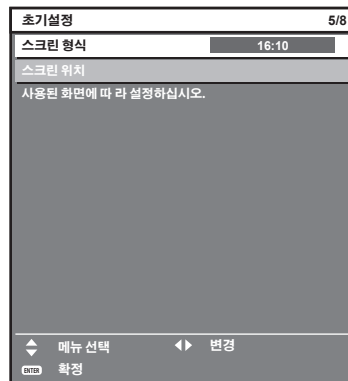 초기설정 5/8
스크린 형식 16:10
스크린 위치
사용된 화면에 따 라 설정하십시오.
메뉴 선택 변경
ENTER 확정